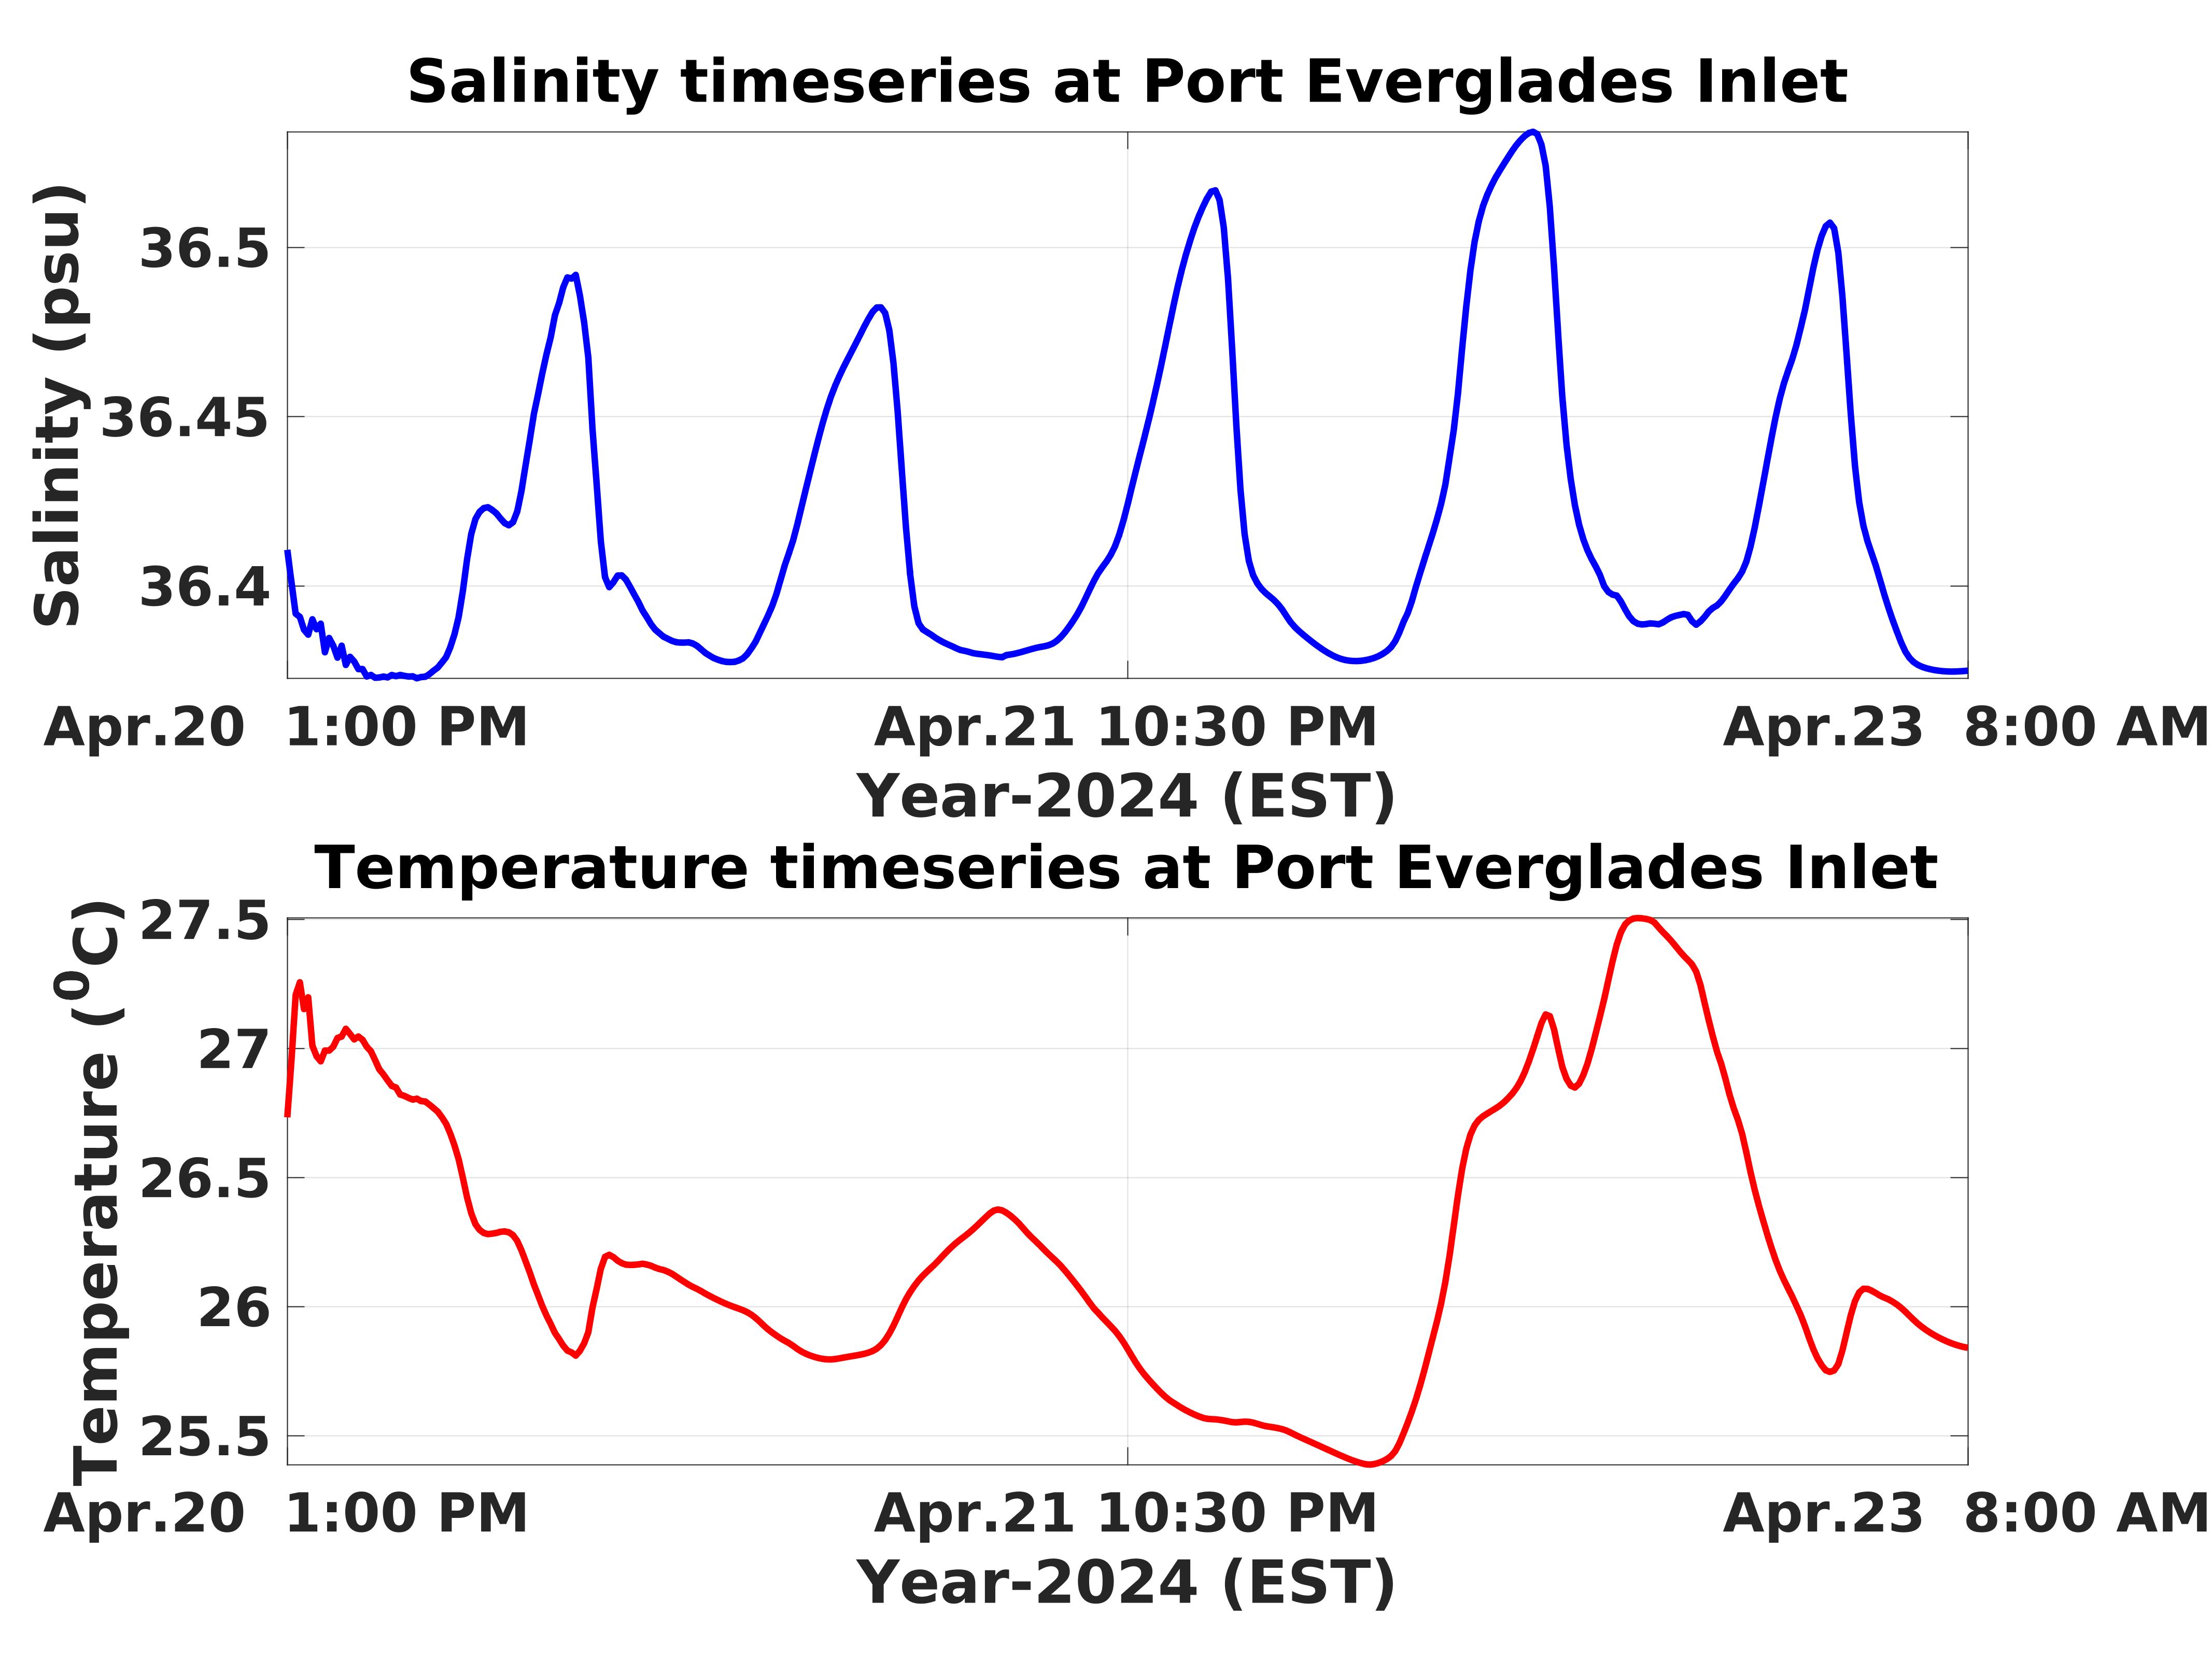 Salinity timeseries at Port Everglades Inlet
Salinity (psu)
36.5
36.45
36.4
Apr.20  1:00 PM
Apr.21 10:30 PM
Apr.23  8:00 AM
Year-2024 (EST)
Temperature timeseries at Port Everglades Inlet
Temperature (⁰C)
27.5
27
26.5
26
25.5
Apr.20  1:00 PM
Apr.21 10:30 PM
Apr.23  8:00 AM
Year-2024 (EST)